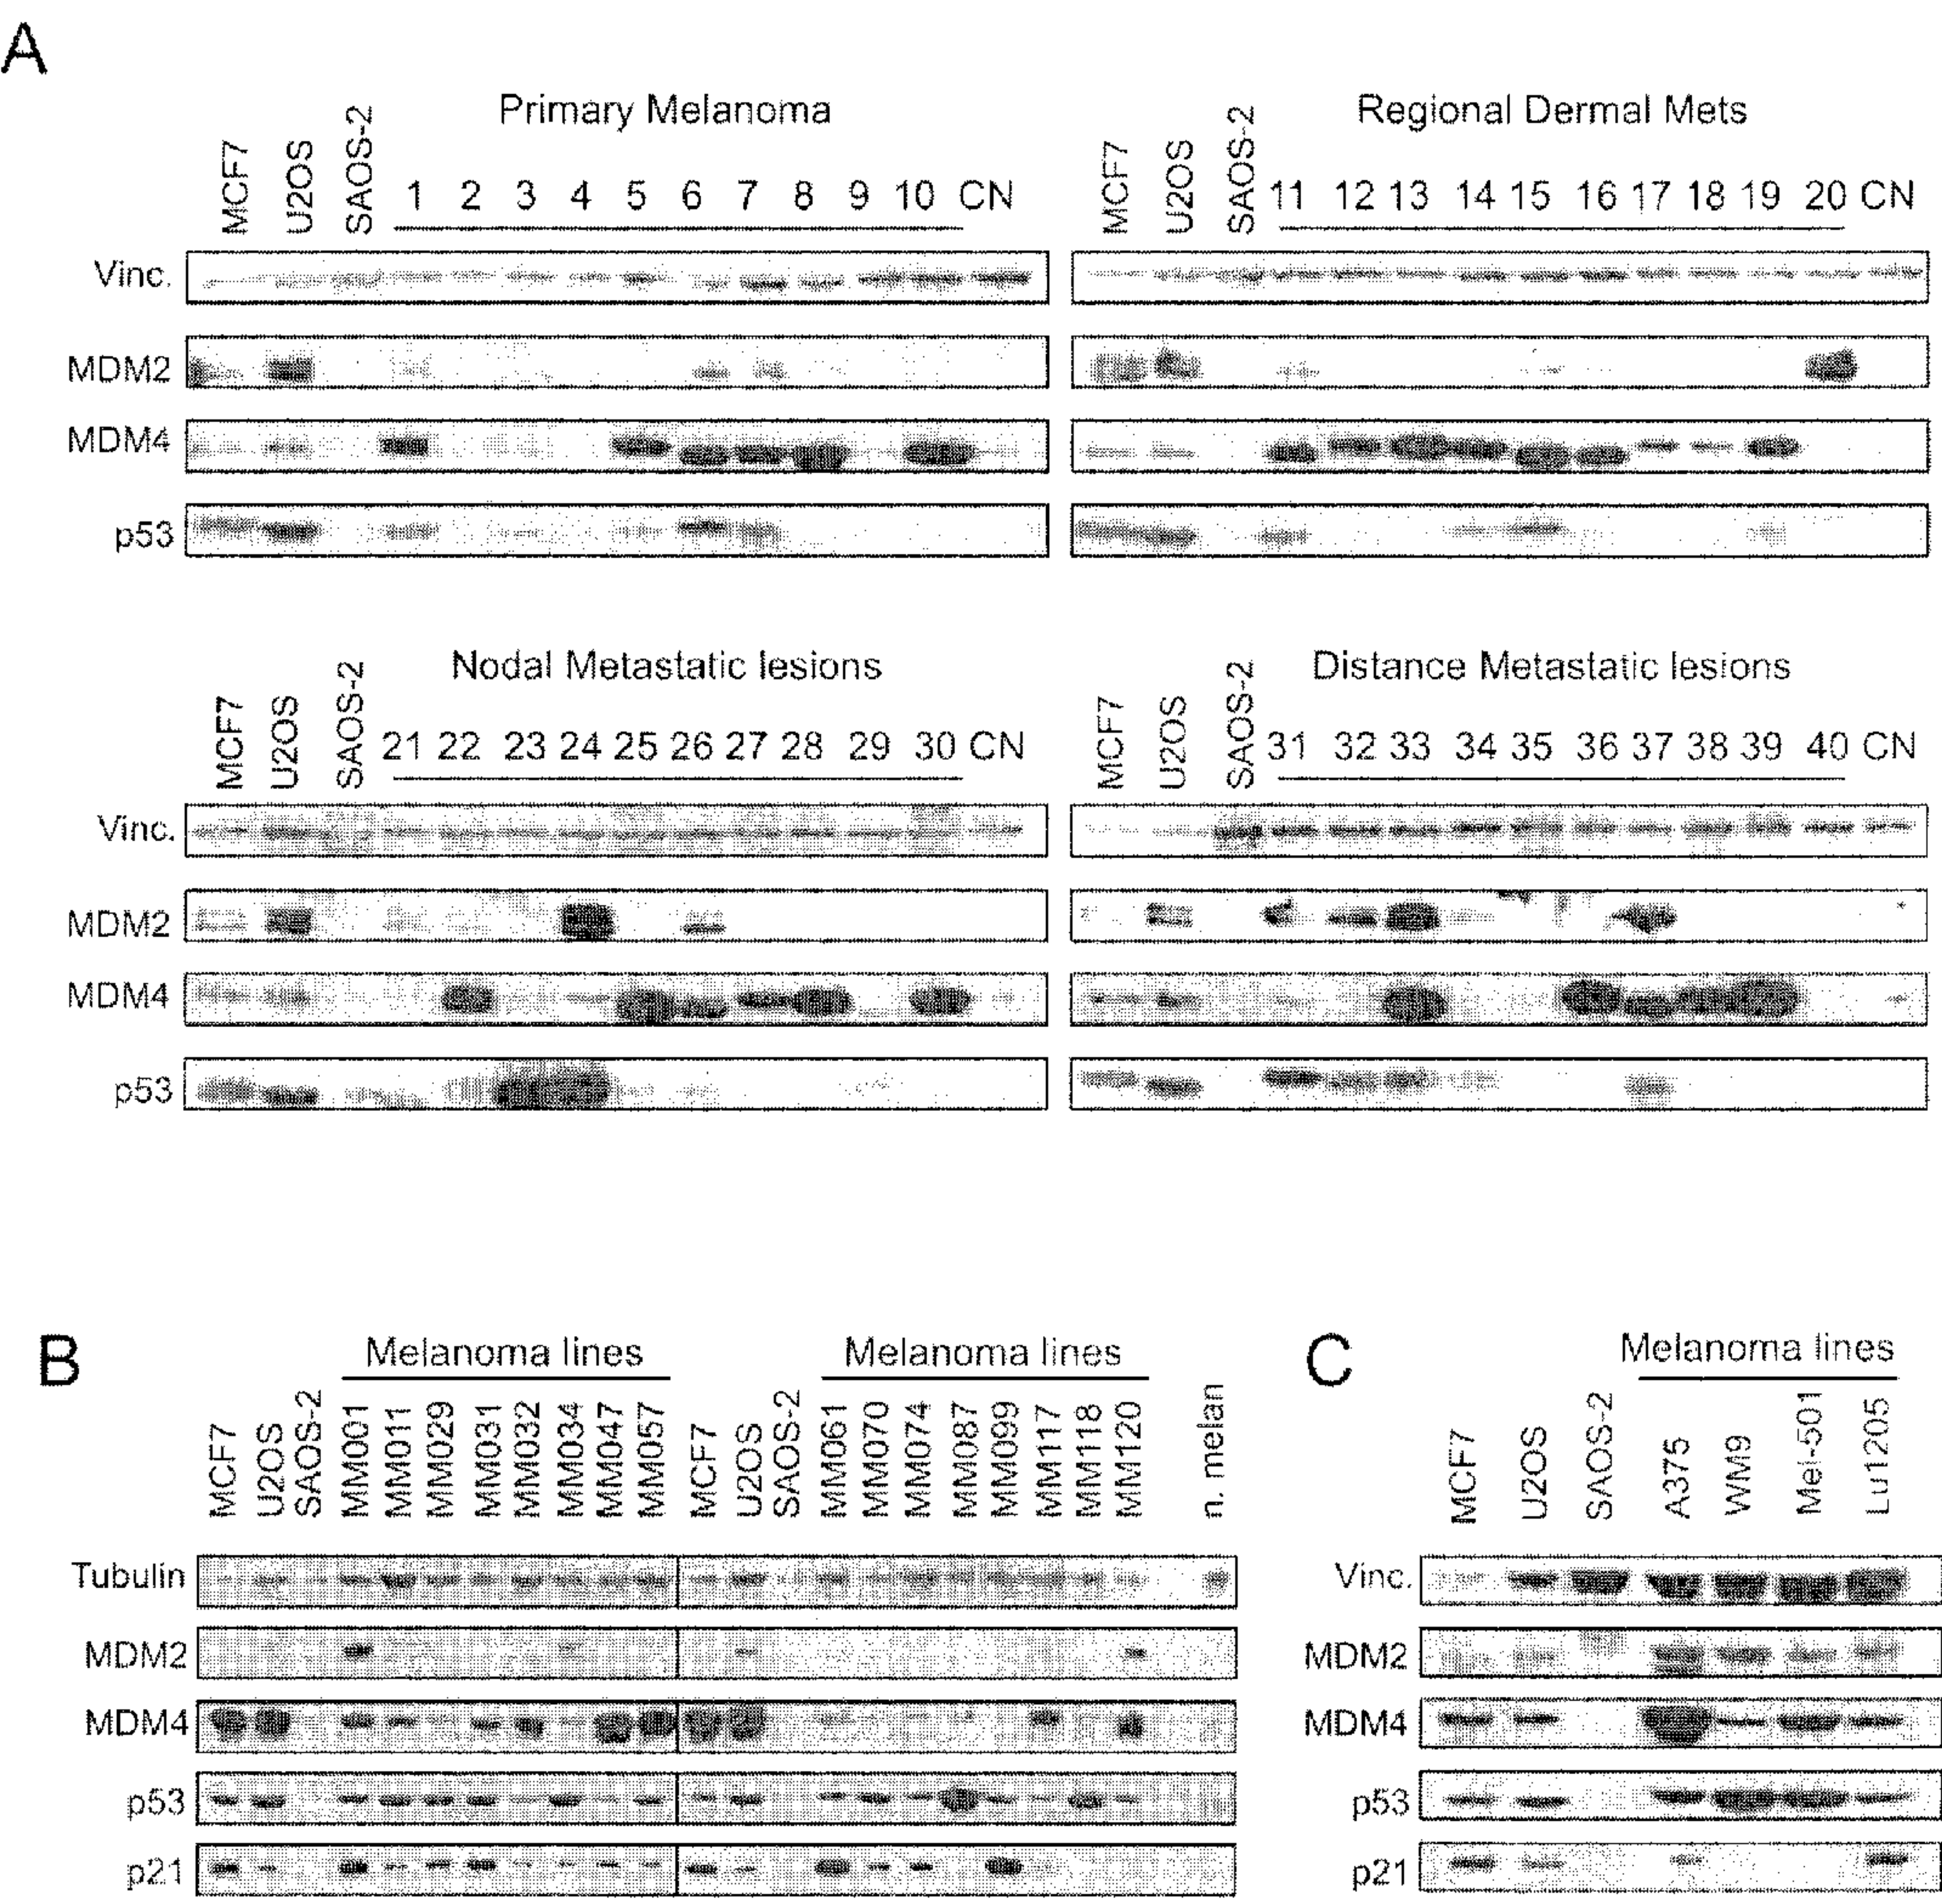 A
Primary Melanoma
MCF7 U2OS SAOS-2 1 2 3 4 5 6 7 8 9 10 CN
Vinc.
MDM2
MDM4
p53
Regional Dermal Mets
MCF7 U2OS SAOS-2 11 12 13 14 15 16 17 18 19 20 CN
Nodal Metastatic lesions
MCF7 U2OS SAOS-2 21 22 23 24 25 26 27 28 29 30 CN
Vinc.
MDM2
MDM4
p53
Distance Metastatic lesions
MCF7 U2OS SAOS-2 31 32 33 34 35 36 37 38 39 40 CN
B
Melanoma lines Melanoma lines
MCF7 U2OS SAOS-2 MM001 MM011 MM029 MM031 MM032 MM034 MM047 MM057 MCF7 U2OS SAOS-2 MM061 MM070 MM074 MM087 MM099 MM117 MM118 MM120 n. melan
Tubulin
MDM2
MDM4
p53
p21
C
Melanoma lines
MCF7 U2OS SAOS-2 A375 WM9 Mel-501 Lu1205
Vinc.
MDM2
MDM4
p53
p21